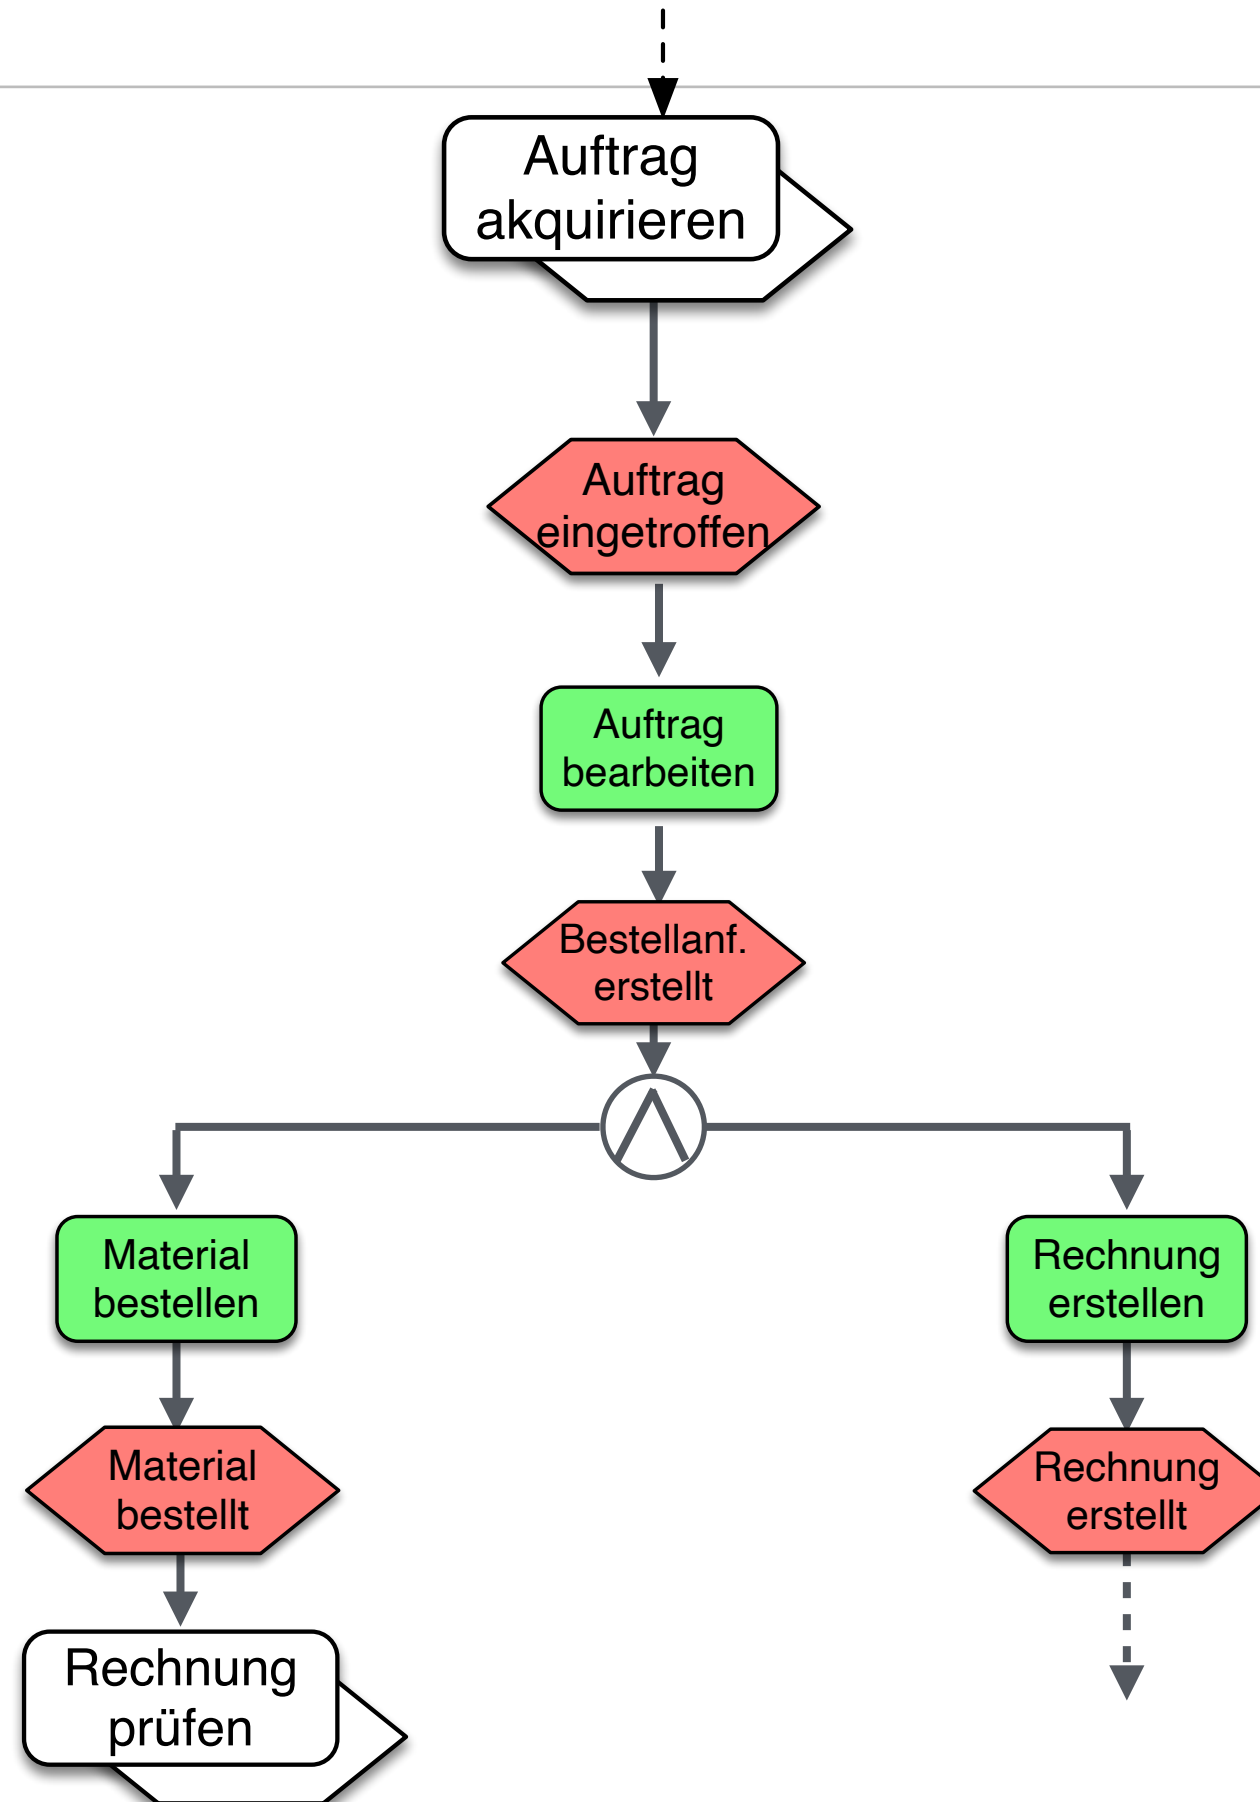 Auftrag
akquirieren
Auftrag
eingetroffen
Auftrag
bearbeiten
Bestellanf.
erstellt
Material
bestellen
Rechnung
erstellen
Material
bestellt
Rechnung
erstellt
Rechnung
prüfen